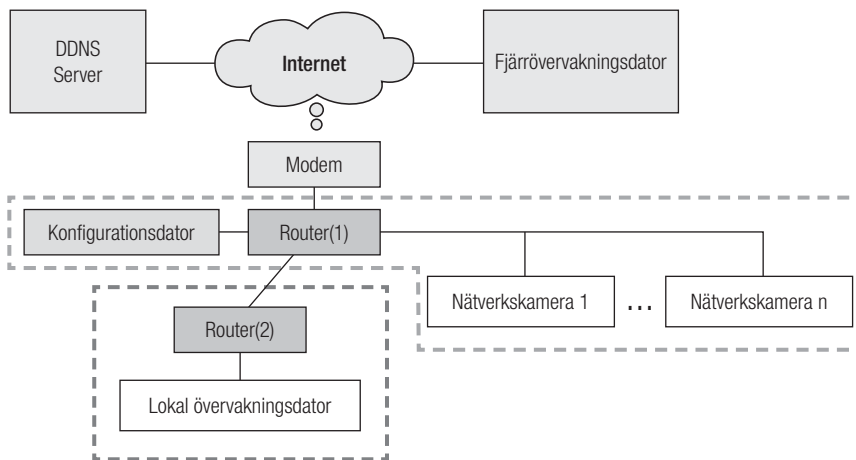 DDNS
Server
Internet
Fjärrövervakningsdator
Modem
Konfigurationsdator
Router(1)
Nätverkskamera 1
...
Nätverkskamera n
Router(2)
Lokal övervakningsdator